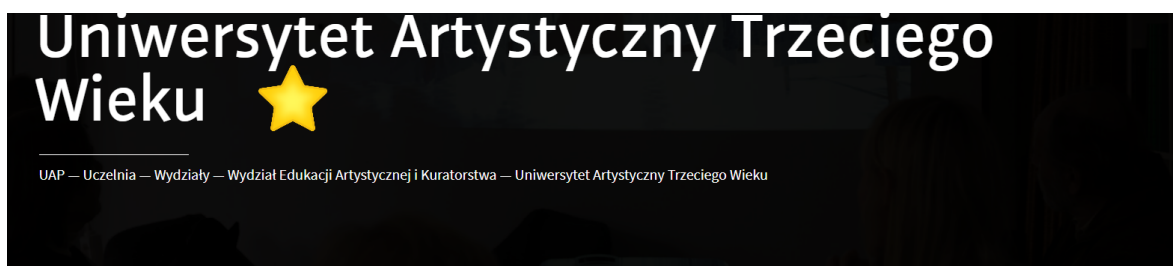 Uniwersytet Artystyczny Trzeciego
Wieku
UAP — Uczelnia — Wydziały — Wydział Edukacji Artystycznej i Kuratorstwa — Uniwersytet Artystyczny Trzeciego Wieku